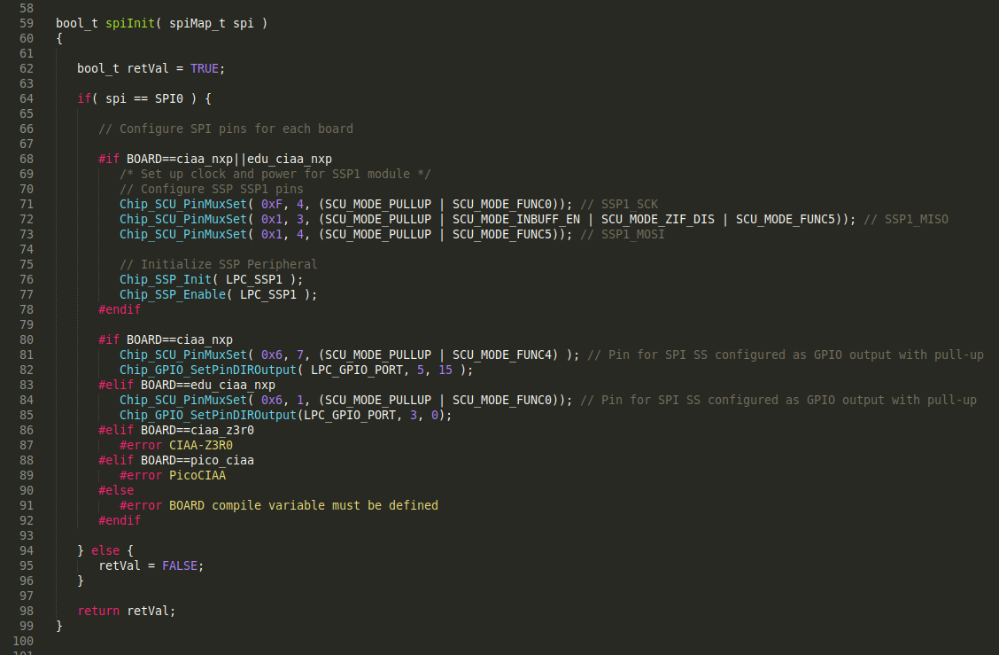 58
59 bool_t spiInit( spiMap_t spi )
60 {
61
62    bool_t retVal = TRUE;
63
64    if( spi == SPI0 ) {
65
66       // Configure SPI pins for each board
67
68       #if BOARD==ciaa_nxp||edu_ciaa_nxp
69          /* Set up clock and power for SSP1 module */
70          // Configure SSP SSP1 pins
71          Chip_SCU_PinMuxSet( 0xF, 4, (SCU_MODE_PULLUP | SCU_MODE_FUNC0)); // SSP1_SCK
72          Chip_SCU_PinMuxSet( 0x1, 3, (SCU_MODE_PULLUP | SCU_MODE_INBUFF_EN | SCU_MODE_ZIF_DIS | SCU_MODE_FUNC5)); // SSP1_MISO
73          Chip_SCU_PinMuxSet( 0x1, 4, (SCU_MODE_PULLUP | SCU_MODE_FUNC5)); // SSP1_MOSI
74
75          // Initialize SSP Peripheral
76          Chip_SSP_Init( LPC_SSP1 );
77          Chip_SSP_Enable( LPC_SSP1 );
78       #endif
79
80       #if BOARD==ciaa_nxp
81          Chip_SCU_PinMuxSet( 0x6, 7, (SCU_MODE_PULLUP | SCU_MODE_FUNC4) ); // Pin for SPI SS configured as GPIO output with pull-up
82          Chip_GPIO_SetPinDIROutput( LPC_GPIO_PORT, 5, 15 );
83       #elif BOARD==edu_ciaa_nxp
84          Chip_SCU_PinMuxSet( 0x6, 1, (SCU_MODE_PULLUP | SCU_MODE_FUNC0)); // Pin for SPI SS configured as GPIO output with pull-up
85          Chip_GPIO_SetPinDIROutput(LPC_GPIO_PORT, 3, 0);
86       #elif BOARD==ciaa_z3r0
87          #error CIAA-Z3R0
88       #elif BOARD==pico_ciaa
89          #error PicoCIAA
90       #else
91          #error BOARD compile variable must be defined
92       #endif
93
94    } else {
95       retVal = FALSE;
96    }
97
98    return retVal;
99 }
100